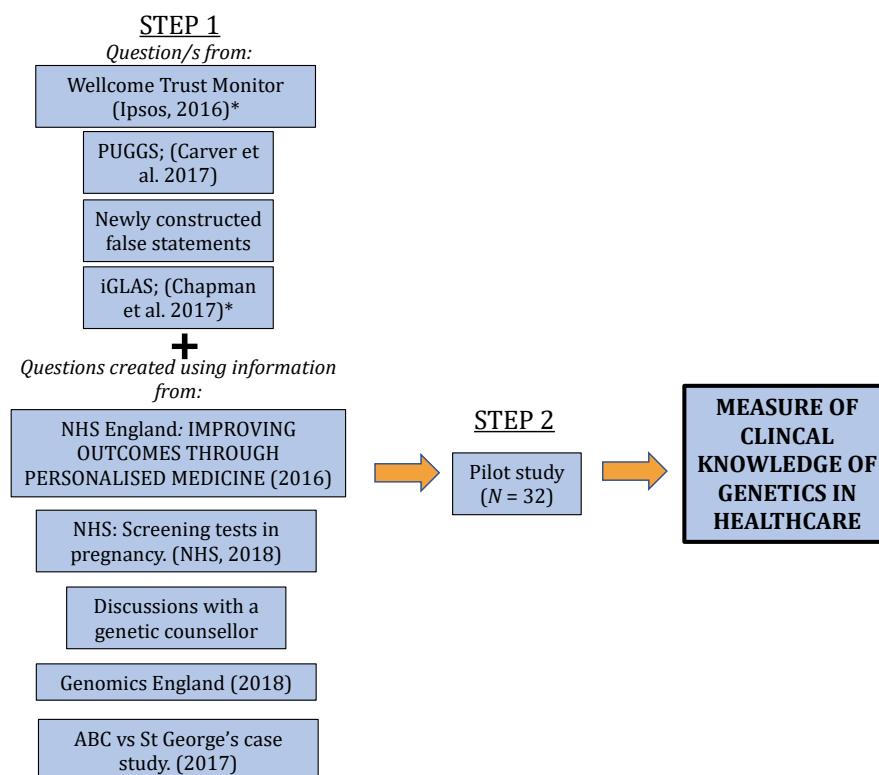 STEP 1
Question/s from:
Wellcome Trust Monitor
(Ipsos, 2016)*
PUGGS; (Carver et
al. 2017)
Newly constructed
false statements
iGLAS; (Chapman
et al. 2017)*
+
Questions created using information
from:
NHS England: IMPROVING
OUTCOMES THROUGH
PERSONALISED MEDICINE (2016)
NHS: Screening tests in
pregnancy. (NHS, 2018)
Discussions with a
genetic counsellor
Genomics England (2018)
ABC vs St George’s case
study. (2017)
STEP 2
Pilot study
(N = 32)
MEASURE OF
CLINCAL
KNOWLEDGE OF
GENETICS IN
HEALTHCARE